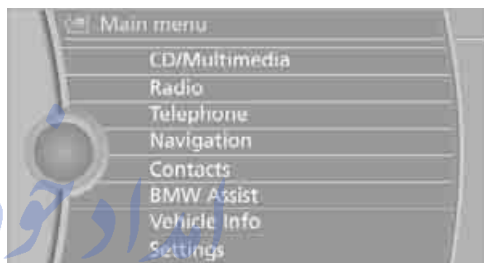 Main menu
CD/Multimedia
Radio
Telephone
Navigation
Contacts
BMW Assist
Vehicle Info
Settings